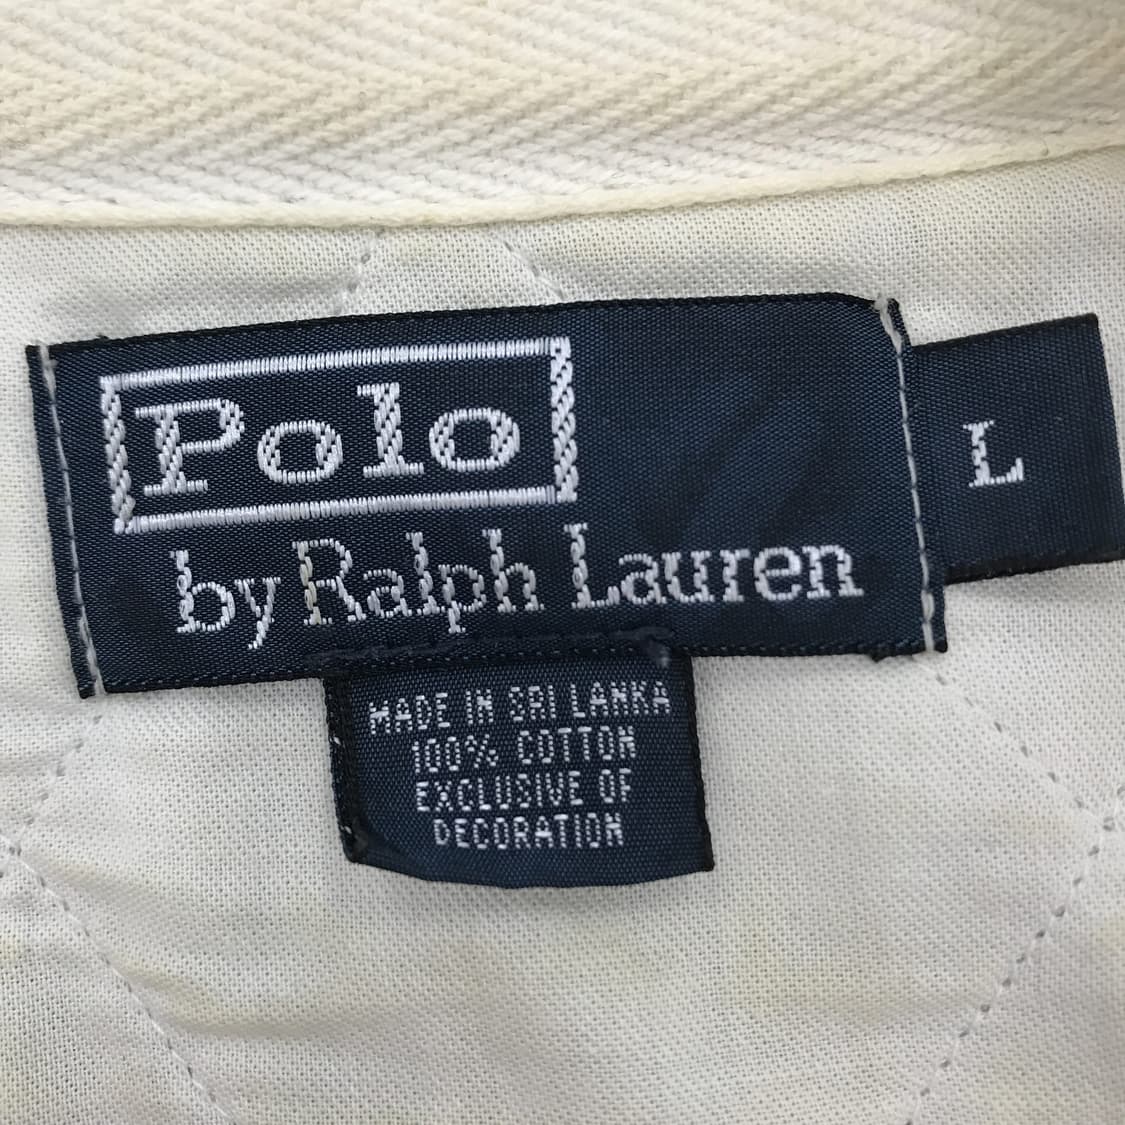 Polo
by Ralph Lauren
L
MADE IN SRI LANKA
100% COTTON
EXCLUSIVE OF
DECORATION